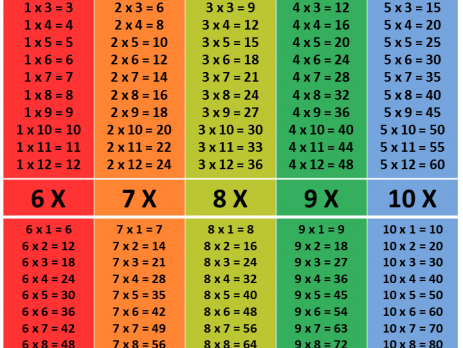 1 x 3 = 3 2 x 3 = 6 3 x 3 = 9 4 x 3 = 12 5 x 3 = 15
1 x 4 = 4 2 x 4 = 8 3 x 4 = 12 4 x 4 = 16 5 x 4 = 20
1 x 5 = 5 2 x 5 = 10 3 x 5 = 15 4 x 5 = 20 5 x 5 = 25
1 x 6 = 6 2 x 6 = 12 3 x 6 = 18 4 x 6 = 24 5 x 6 = 30
1 x 7 = 7 2 x 7 = 14 3 x 7 = 21 4 x 7 = 28 5 x 7 = 35
1 x 8 = 8 2 x 8 = 16 3 x 8 = 24 4 x 8 = 32 5 x 8 = 40
1 x 9 = 9 2 x 9 = 18 3 x 9 = 27 4 x 9 = 36 5 x 9 = 45
1 x 10 = 10 2 x 10 = 20 3 x 10 = 30 4 x 10 = 40 5 x 10 = 50
1 x 11 = 11 2 x 11 = 22 3 x 11 = 33 4 x 11 = 44 5 x 11 = 55
1 x 12 = 12 2 x 12 = 24 3 x 12 = 36 4 x 12 = 48 5 x 12 = 60
6 X 7 X 8 X 9 X 10 X
6 x 1 = 6 7 x 1 = 7 8 x 1 = 8 9 x 1 = 9 10 x 1 = 10
6 x 2 = 12 7 x 2 = 14 8 x 2 = 16 9 x 2 = 18 10 x 2 = 20
6 x 3 = 18 7 x 3 = 21 8 x 3 = 24 9 x 3 = 27 10 x 3 = 30
6 x 4 = 24 7 x 4 = 28 8 x 4 = 32 9 x 4 = 36 10 x 4 = 40
6 x 5 = 30 7 x 5 = 35 8 x 5 = 40 9 x 5 = 45 10 x 5 = 50
6 x 6 = 36 7 x 6 = 42 8 x 6 = 48 9 x 6 = 54 10 x 6 = 60
6 x 7 = 42 7 x 7 = 49 8 x 7 = 56 9 x 7 = 63 10 x 7 = 70
6 x 8 = 48 7 x 8 = 56 8 x 8 = 64 9 x 8 = 72 10 x 8 = 80